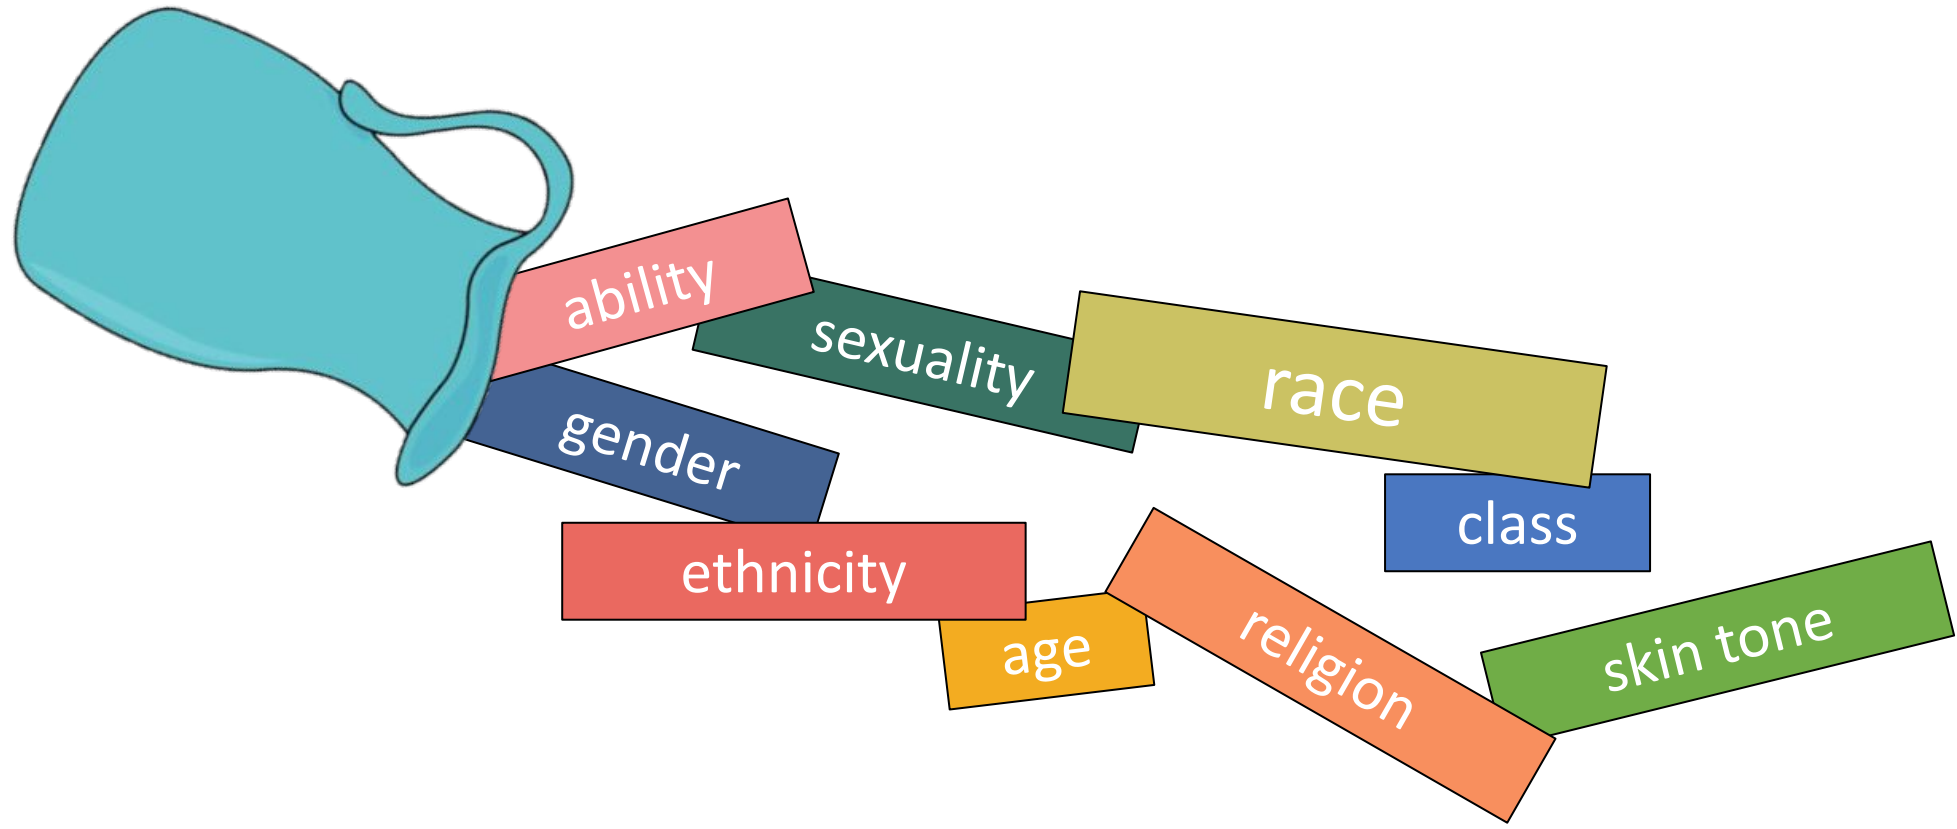 ability
sexuality
race
gender
class
ethnicity
age
religion
skin tone